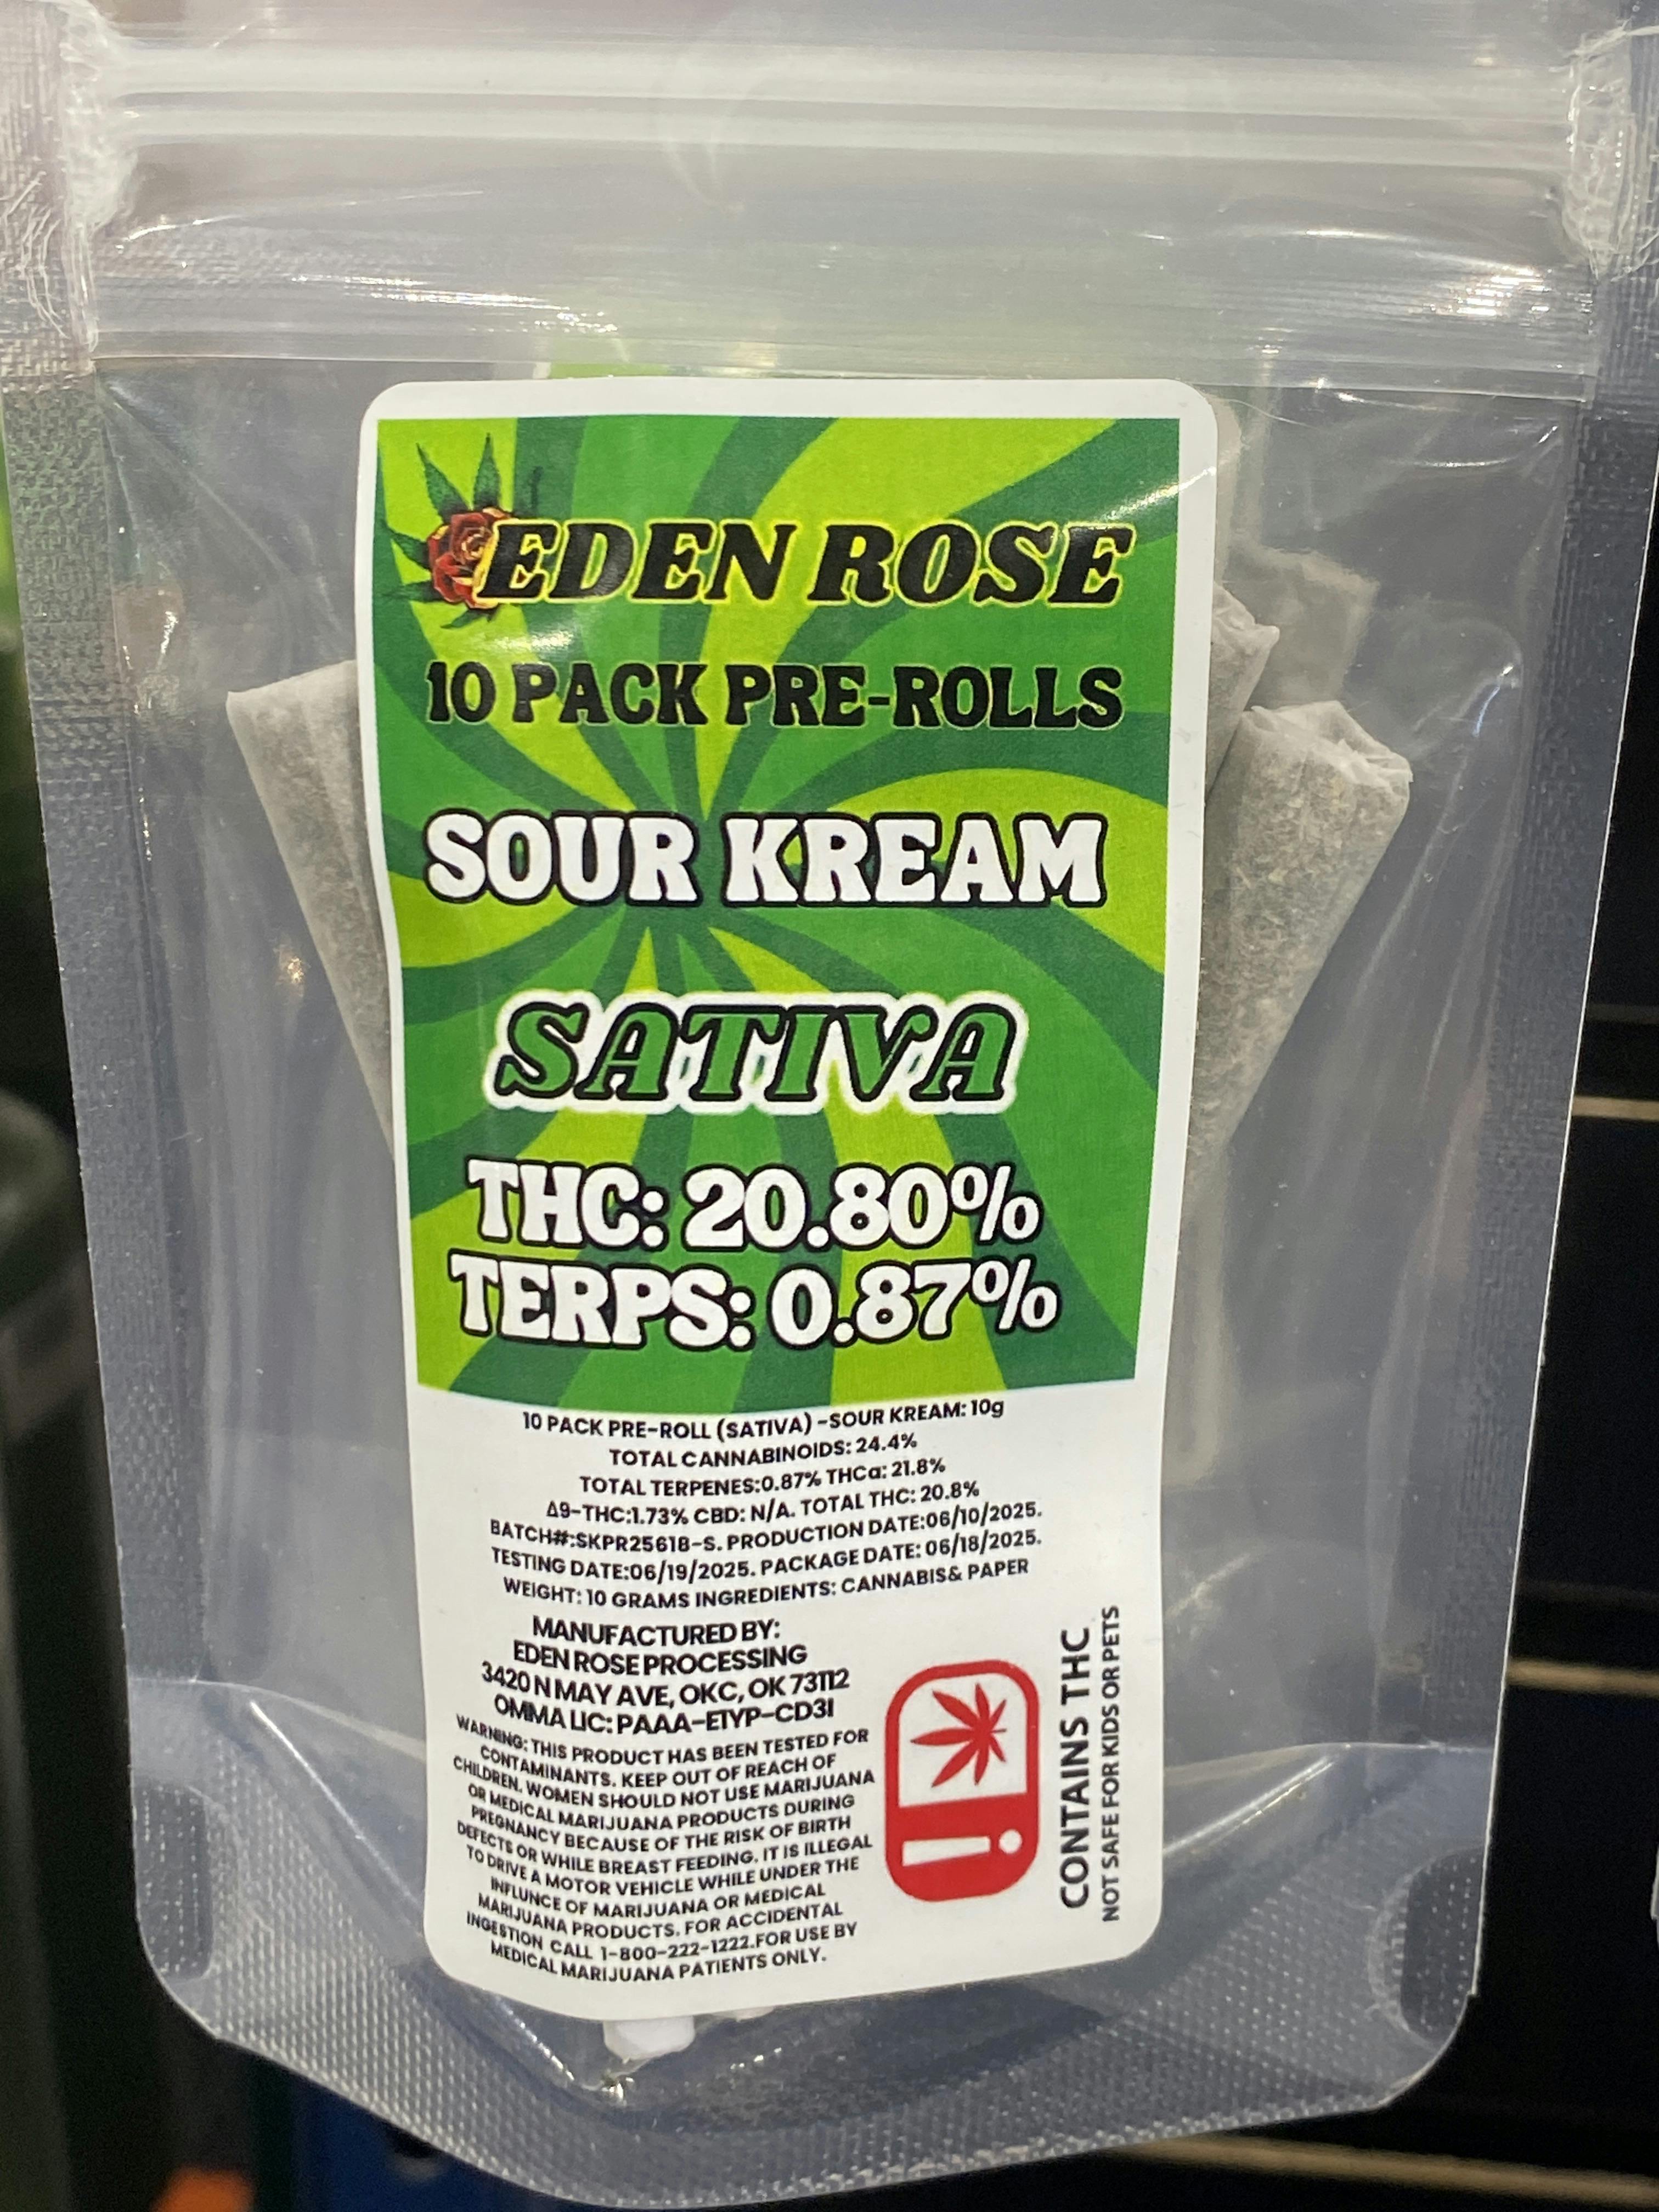 EDEN ROSE
10 PACK PRE-ROLLS
SOUR KREAM
SATIVA
THC: 20.80%
TERPS: 0.87%
10 PACK PRE-ROLL (SATIVA) -SOUR KREAM: 10g
TOTAL CANNABINOIDS: 24.4%
TOTAL TERPENES:0.87% THCa: 21.8%
Δ9-THC:1.73% CBD: N/A. TOTAL THC: 20.8%
BATCH#:SKPR25618-S. PRODUCTION DATE:06/10/2025.
TESTING DATE:06/19/2025. PACKAGE DATE: 06/18/2025.
WEIGHT: 10 GRAMS INGREDIENTS: CANNABIS& PAPER
MANUFACTURED BY:
EDEN ROSE PROCESSING
3420 N MAY AVE, OKC, OK 73112
OMMA LIC: PAAA-E1YP-CD3I
WARNING: THIS PRODUCT HAS BEEN TESTED FOR
CONTAMINANTS. KEEP OUT OF REACH OF
CHILDREN. WOMEN SHOULD NOT USE MARIJUANA
OR MEDICAL MARIJUANA PRODUCTS DURING
PREGNANCY BECAUSE OF THE RISK OF BIRTH
DEFECTS OR WHILE BREAST FEEDING. IT IS ILLEGAL
TO DRIVE A MOTOR VEHICLE WHILE UNDER THE
INFLUNCE OF MARIJUANA OR MEDICAL
MARIJUANA PRODUCTS. FOR ACCIDENTAL
INGESTION CALL 1-800-222-1222.FOR USE BY
MEDICAL MARIJUANA PATIENTS ONLY.
CONTAINS THC
NOT SAFE FOR KIDS OR PETS